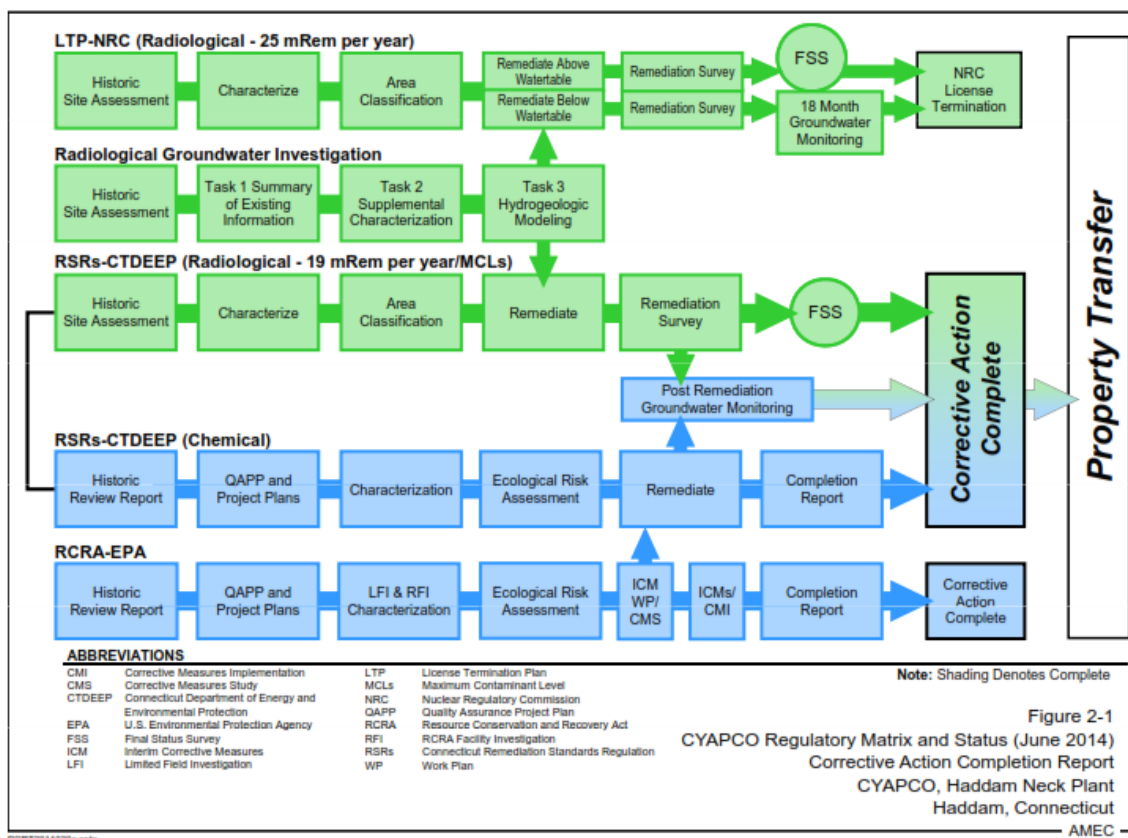 LTP-NRC (Radiological - 25 mRem per year)
Historic
Site Assessment
Characterize
Area
Classification
Remediate Above
Watertable
Remediate Below
Watertable
Remediation Survey
Remediation Survey
FSS
18 Month
Groundwater
Monitoring
NRC
License
Termination
Radiological Groundwater Investigation
Historic
Site Assessment
Task 1 Summary
of Existing
Information
Task 2
Supplemental
Characterization
Task 3
Hydrogeologic
Modeling
RSRs-CTDEEP (Radiological - 19 mRem per year/MCLs)
Historic
Site Assessment
Characterize
Area
Classification
Remediate
Remediation
Survey
FSS
Post Remediation
Groundwater Monitoring
Corrective Action
Complete
Property Transfer
RSRs-CTDEEP (Chemical)
Historic
Review Report
QAPP and
Project Plans
Characterization
Ecological Risk
Assessment
Remediate
Completion
Report
RCRA-EPA
Historic
Review Report
QAPP and
Project Plans
LFI & RFI
Characterization
Ecological Risk
Assessment
ICM
WP/
CMS
ICMs/
CMI
Completion
Report
Corrective
Action
Complete
ABBREVIATIONS
CMI Corrective Measures Implementation
CMS Corrective Measures Study
CTDEEP Connecticut Department of Energy and
Environmental Protection
EPA U.S. Environmental Protection Agency
FSS Final Status Survey
ICM Interim Corrective Measures
LFI Limited Field Investigation
LTP License Termination Plan
MCLs Maximum Contaminant Level
NRC Nuclear Regulatory Commission
QAPP Quality Assurance Project Plan
RCRA Resource Conservation and Recovery Act
RFI RCRA Facility Investigation
RSRs Connecticut Remediation Standards Regulation
WP Work Plan
Note: Shading Denotes Complete
Figure 2-1
CYAPCO Regulatory Matrix and Status (June 2014)
Corrective Action Completion Report
CYAPCO, Haddam Neck Plant
Haddam, Connecticut
AMEC